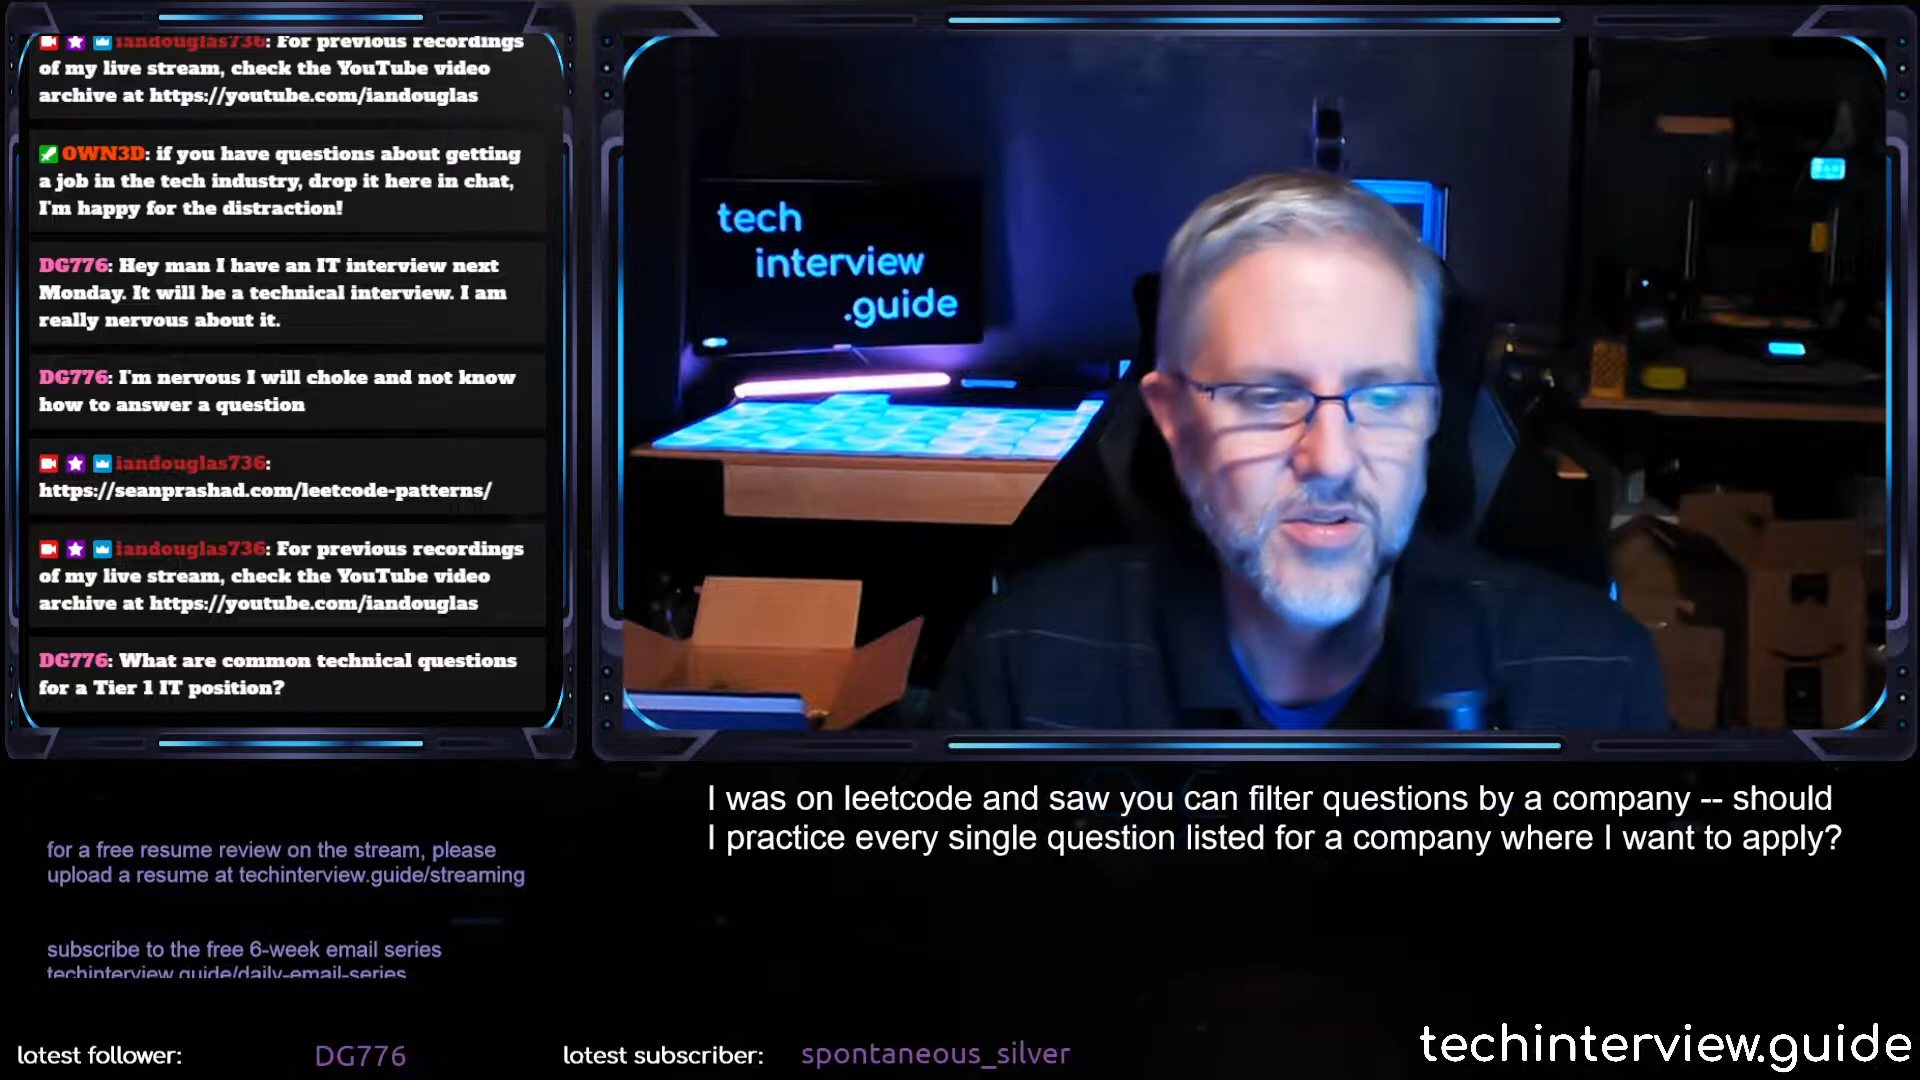 iandouglas736: For previous recordings
of my live stream, check the YouTube video
archive at https://youtube.com/iandouglas
OWN3D: if you have questions about getting
a job in the tech industry, drop it here in chat,
I'm happy for the distraction!
DG776: Hey man I have an IT interview next
Monday. It will be a technical interview. I am
really nervous about it.
DG776: I'm nervous I will choke and not know
how to answer a question
iandouglas736:
https://seanprashad.com/leetcode-patterns/
iandouglas736: For previous recordings
of my live stream, check the YouTube video
archive at https://youtube.com/iandouglas
DG776: What are common technical questions
for a Tier 1 IT position?
tech
interview
.guide
I was on leetcode and saw you can filter questions by a company -- should
I practice every single question listed for a company where I want to apply?
for a free resume review on the stream, please
upload a resume at techinterview.guide/streaming
subscribe to the free 6-week email series
techinterview.guide/daily-email-series
latest follower: DG776
latest subscriber: spontaneous_silver
techinterview.guide